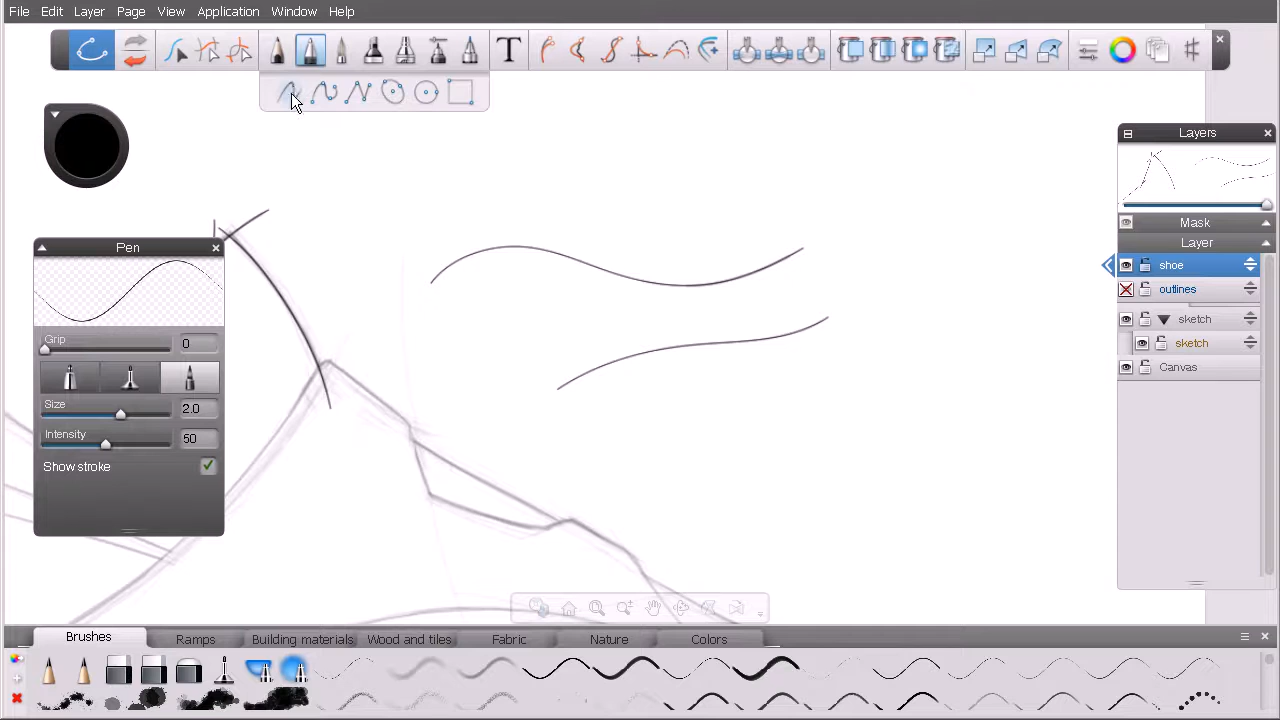 File Edit Layer Page View Application Window Help
T
Layers
Mask
Layer
shoe
outlines
sketch
sketch
Canvas
Pen
Grip 0
Size 2.0
Intensity 50
Show stroke
Brushes Ramps Building materials Wood and tiles Fabric Nature Colors